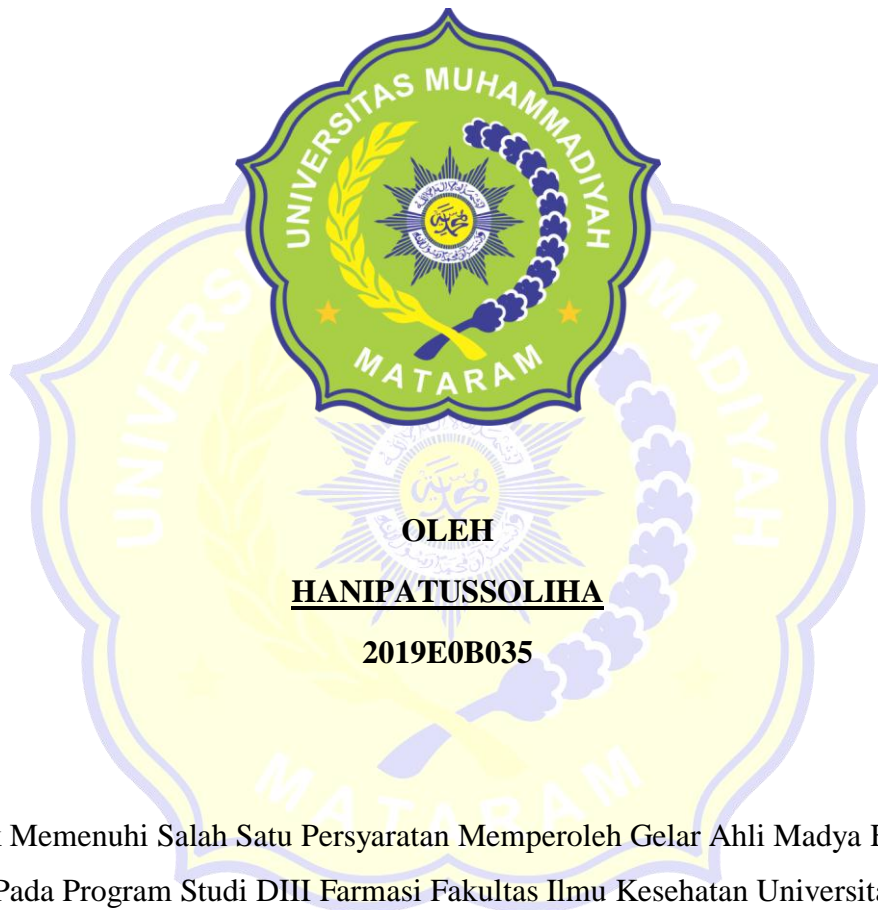 UNIVERSITAS MUHAMMADIYAH
MATARAM
OLEH
HANIPATUSSOLIHA
2019E0B035
Memenuhi Salah Satu Persyaratan Memperoleh Gelar Ahli Madya
Pada Program Studi DIII Farmasi Fakultas Ilmu Kesehatan